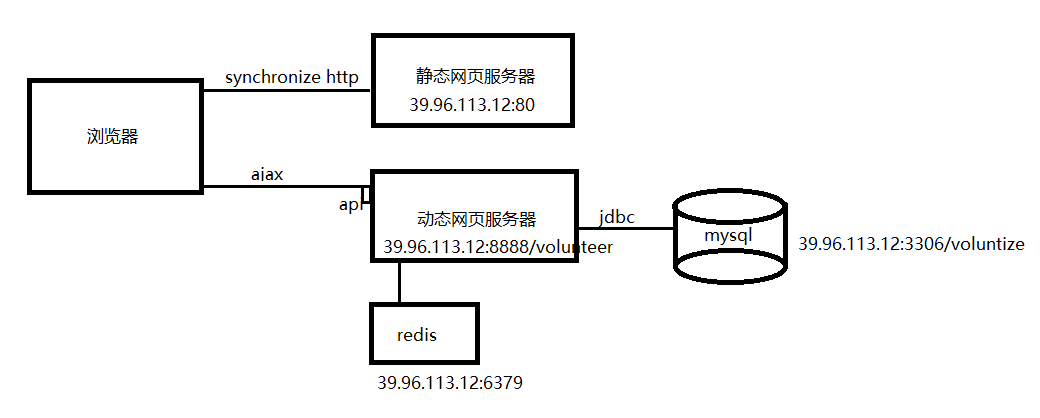 synchronize http
静态网页服务器
39.96.113.12:80
浏览器
ajax
api
动态网页服务器
39.96.113.12:8888/volunteer
jdbc
mysql
39.96.113.12:3306/voluntize
redis
39.96.113.12:6379